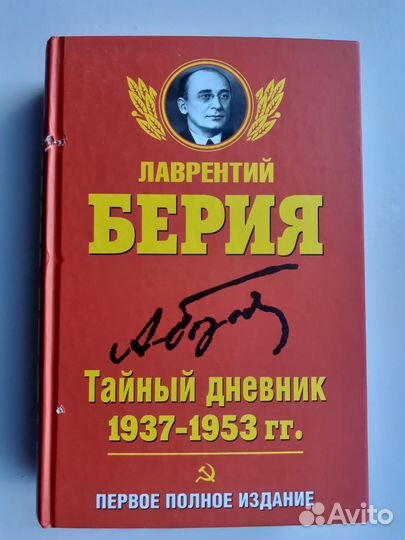 ЛАВРЕНТИЙ
БЕРИЯ
Тайный дневник
1937-1953 гг.
ПЕРВОЕ ПОЛНОЕ ИЗДАНИЕ
Avito